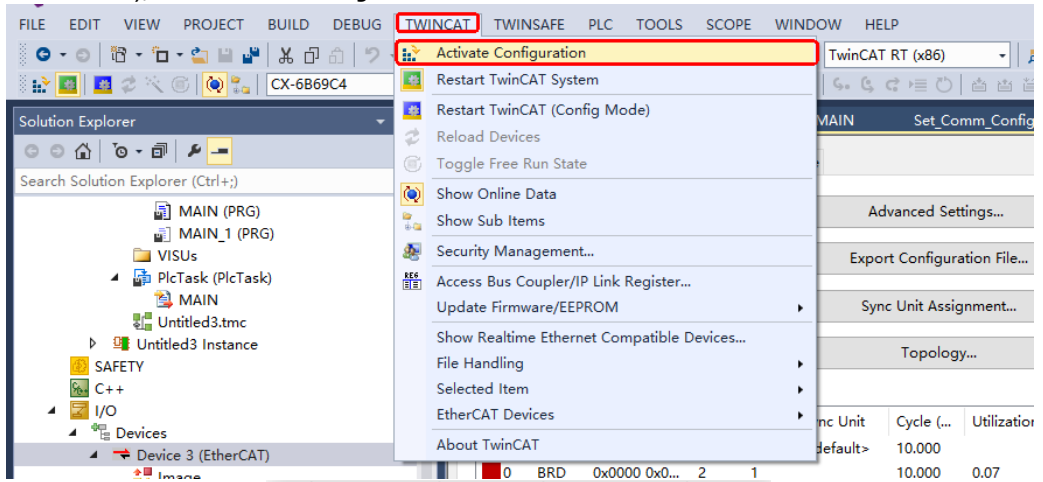 FILE EDIT VIEW PROJECT BUILD DEBUG TWINCAT TWINSAFE PLC TOOLS SCOPE WINDOW HELP
TwinCAT RT (x86)
CX-6B69C4
Activate Configuration
Restart TwinCAT System
Restart TwinCAT (Config Mode)
Reload Devices
Toggle Free Run State
Show Online Data
Show Sub Items
Security Management...
Access Bus Coupler/IP Link Register...
Update Firmware/EEPROM
Show Realtime Ethernet Compatible Devices...
File Handling
Selected Item
EtherCAT Devices
About TwinCAT
Solution Explorer
Search Solution Explorer (Ctrl+;)
MAIN (PRG)
MAIN_1 (PRG)
VISUs
PlcTask (PlcTask)
MAIN
Untitled3.tmc
Untitled3 Instance
SAFETY
C++
I/O
Devices
Device 3 (EtherCAT)
Image
MAIN Set_Comm_Config
Advanced Settings...
Export Configuration File...
Sync Unit Assignment...
Topology...
nc Unit Cycle (... Utilization
default> 10.000
0 BRD 0x0000 0x0... 2 1 10.000 0.07